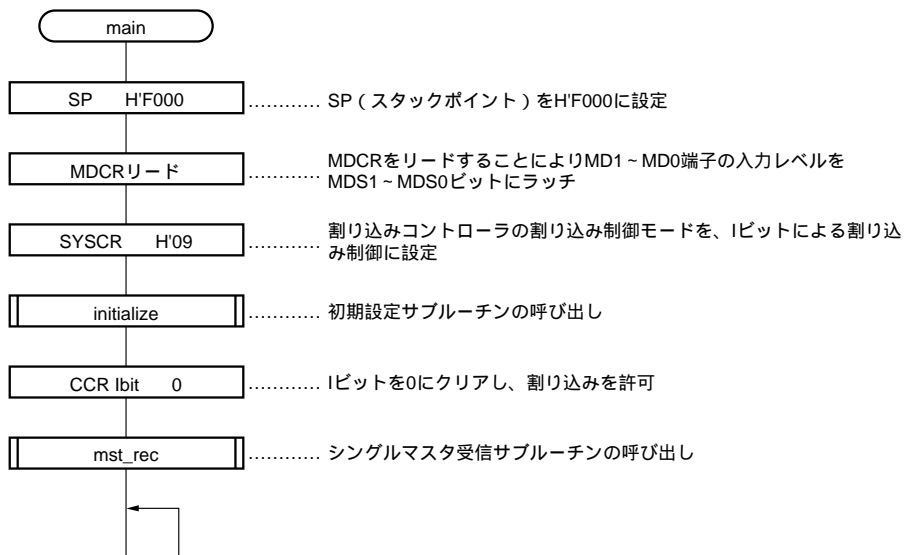 main
SP H'F000 ………… SP（スタックポイント）をH'F000に設定
MDCRリード ………… MDCRをリードすることによりMD1～MD0端子の入力レベルを
MDS1～MDS0ビットにラッチ
SYSCR H'09 ………… 割り込みコントローラの割り込み制御モードを、Iビットによる割り込
み制御に設定
initialize ………… 初期設定サブルーチンの呼び出し
CCR Ibit 0 ………… Iビットを0にクリアし、割り込みを許可
mst_rec ………… シングルマスタ受信サブルーチンの呼び出し